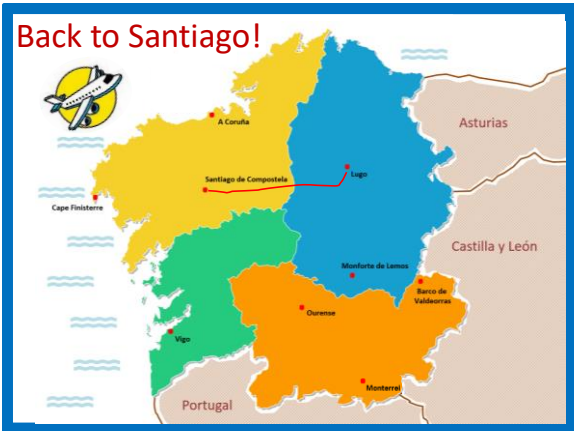 Back to Santiago!
A Coruña
Asturias
Santiago de Compostela
Lugo
Cape Finisterre
Castilla y León
Monforte de Lemos
Barco de
Valdeorras
Ourense
Vigo
Monterrei
Portugal